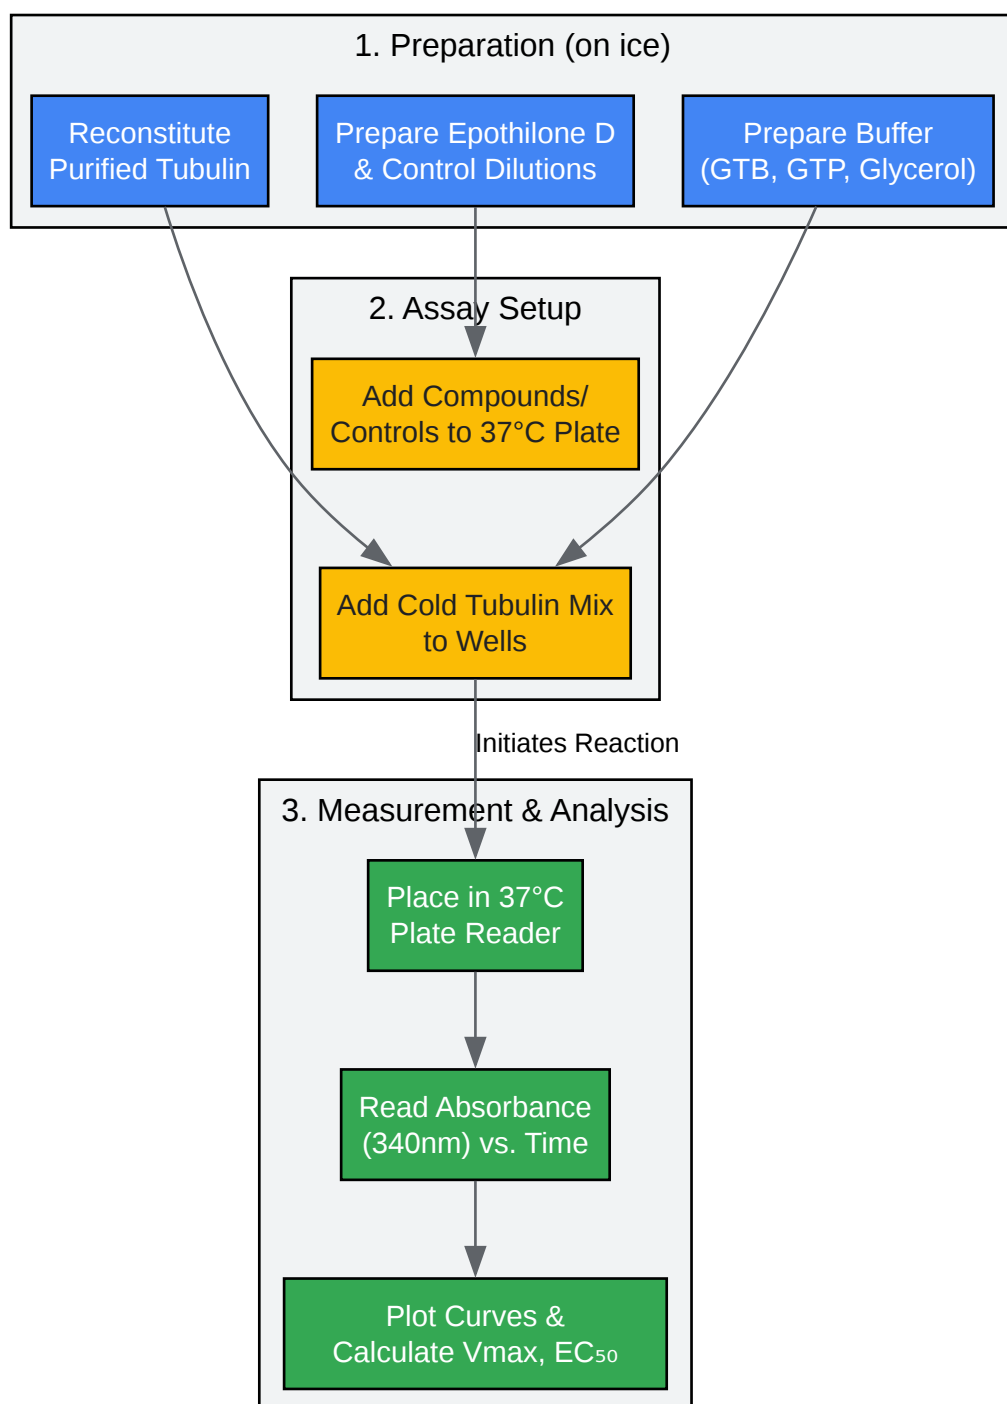 1. Preparation (on ice)
Reconstitute
Purified Tubulin
Prepare Epothilone D
& Control Dilutions
Prepare Buffer
(GTB, GTP, Glycerol)
2. Assay Setup
Add Compounds/
Controls to 37°C Plate
Add Cold Tubulin Mix
to Wells
Initiates Reaction
3. Measurement & Analysis
Place in 37°C
Plate Reader
Read Absorbance
(340nm) vs. Time
Plot Curves &
Calculate Vmax, EC₅₀